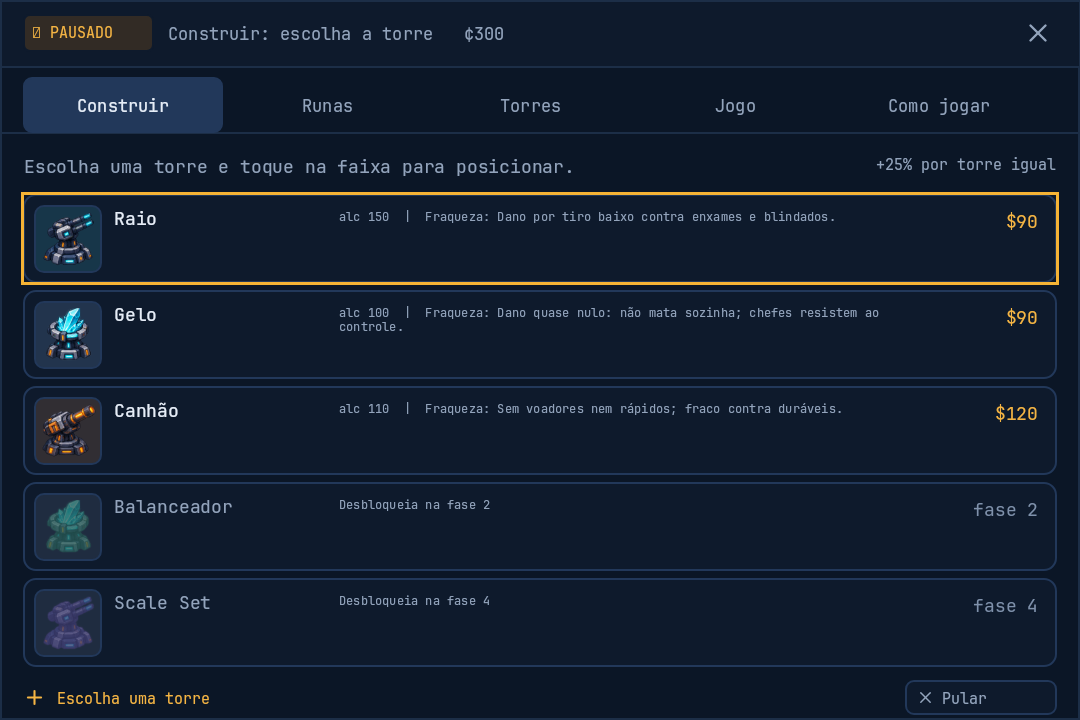 PAUSADO Construir: escolha a torre $300
Construir Runas Torres Jogo Como jogar
Escolha uma torre e toque na faixa para posicionar. +25% por torre igual
Raio alc 150 | Fraqueza: Dano por tiro baixo contra enxames e blindados. $90
Gelo alc 100 | Fraqueza: Dano quase nulo: não mata sozinha; chefes resistem ao $90
controle.
Canhão alc 110 | Fraqueza: Sem voadores nem rápidos; fraco contra duráveis. $120
Balanceador Desbloqueia na fase 2 fase 2
Scale Set Desbloqueia na fase 4 fase 4
+ Escolha uma torre Pular